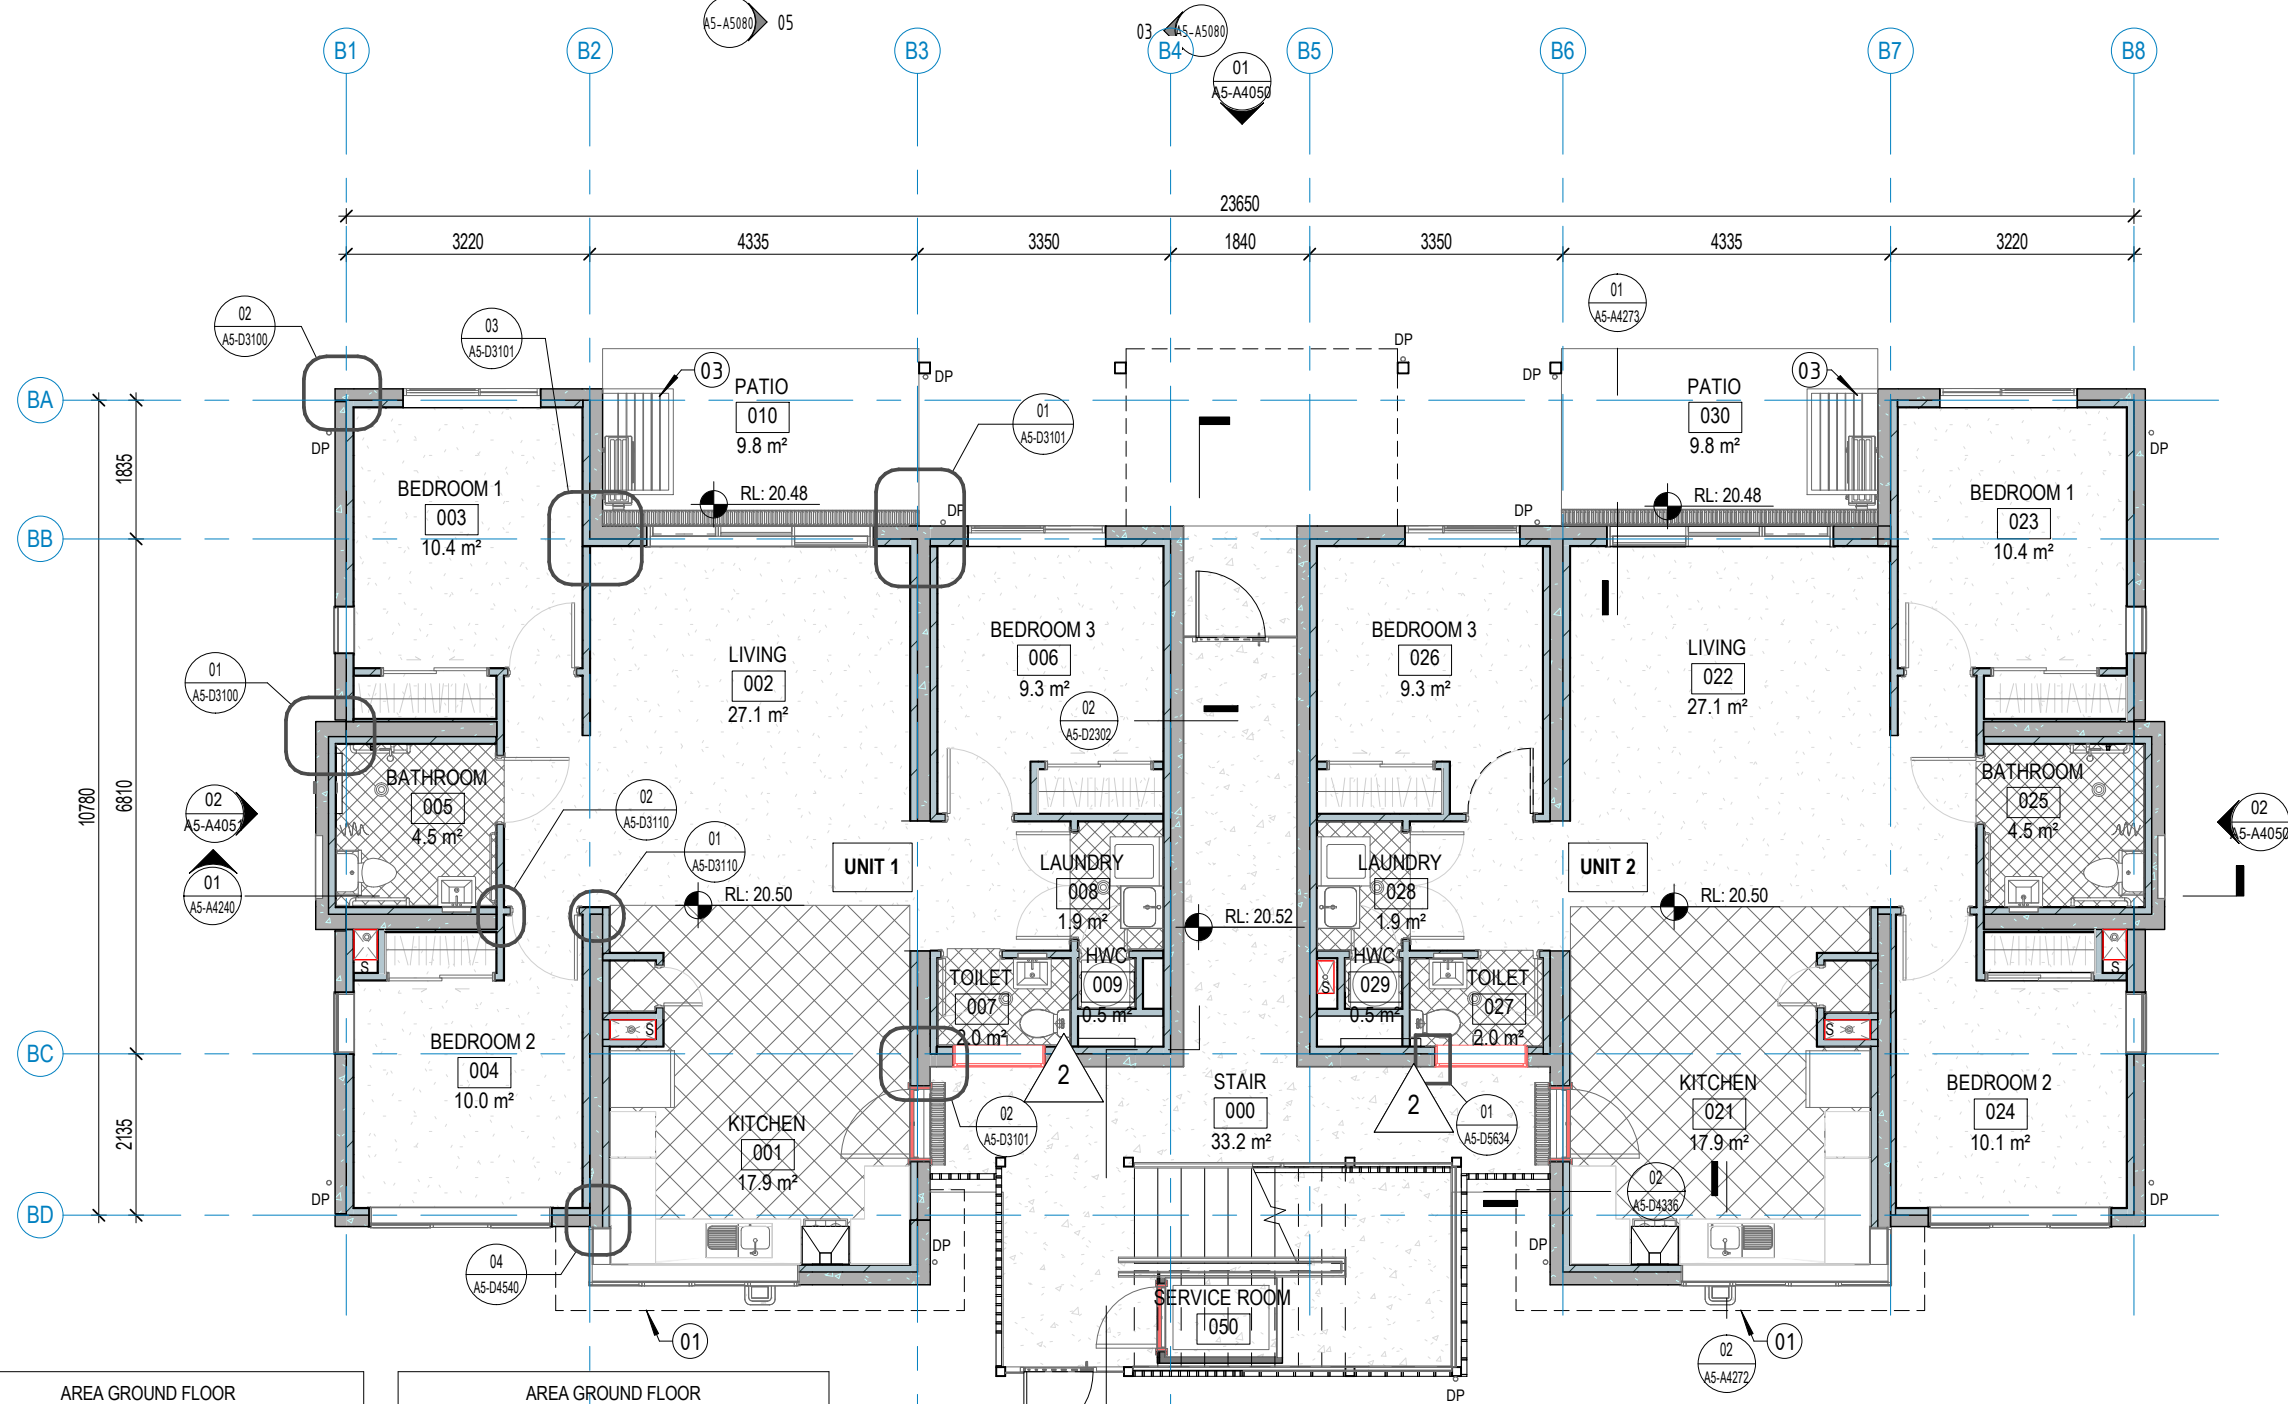 A5-A5080 05
03 A5-A5080
B1 B2 B3 B4 B5 B6 B7 B8
01
A5-A4050
23650
3220 4335 3350 1840 3350 4335 3220
02
A5-D3100
03
A5-D3101
01
A5-A4273
DP
DP
DP
03
PATIO
010
9.8 m²
03
PATIO
030
9.8 m²
01
A5-D3101
BA
DP
DP
1835
BEDROOM 1
003
10.4 m²
RL: 20.48
DP
DP
RL: 20.48
BEDROOM 1
023
10.4 m²
BB
01
A5-D3100
LIVING
002
27.1 m²
BEDROOM 3
006
9.3 m²
02
A5-D2302
BEDROOM 3
026
9.3 m²
LIVING
022
27.1 m²
10780
6810
02
A5-A4051
01
A5-A4240
BATHROOM
005
4.5 m²
02
A5-D3110
01
A5-D3110
UNIT 1
LAUNDRY
008
1.9 m²
LAUNDRY
028
1.9 m²
UNIT 2
BATHROOM
025
4.5 m²
02
A5-A4050
RL: 20.50
RL: 20.52
RL: 20.50
S
S
HWC
009
0.5 m²
HWC
029
0.5 m²
S
TOILET
007
2.0 m²
TOILET
027
2.0 m²
S
S
BC
BEDROOM 2
004
10.0 m²
2
2
STAIR
000
33.2 m²
KITCHEN
001
17.9 m²
KITCHEN
021
17.9 m²
BEDROOM 2
024
10.1 m²
02
A5-D3101
01
A5-D5634
2135
02
A5-D4336
DP
DP
BD
DP
DP
04
A5-D4540
SERVICE ROOM
050
01
01
02
A5-A4272
DP
AREA GROUND FLOOR
AREA GROUND FLOOR